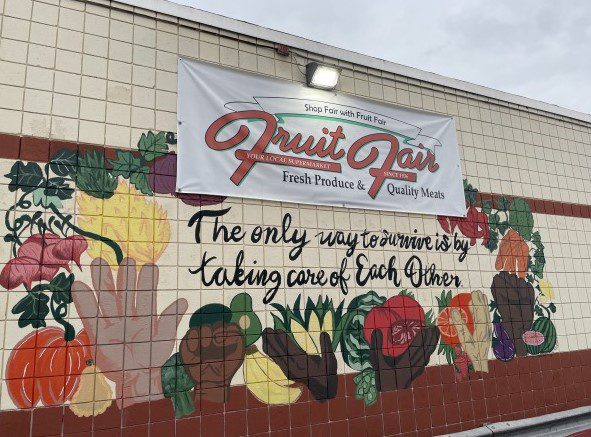 Shop Fair with Fruit Fair
Fruit Fair
YOUR LOCAL SUPERMARKET
SINCE 1976
Fresh Produce & Quality Meats
The only way to survive is by
taking care of Each Other